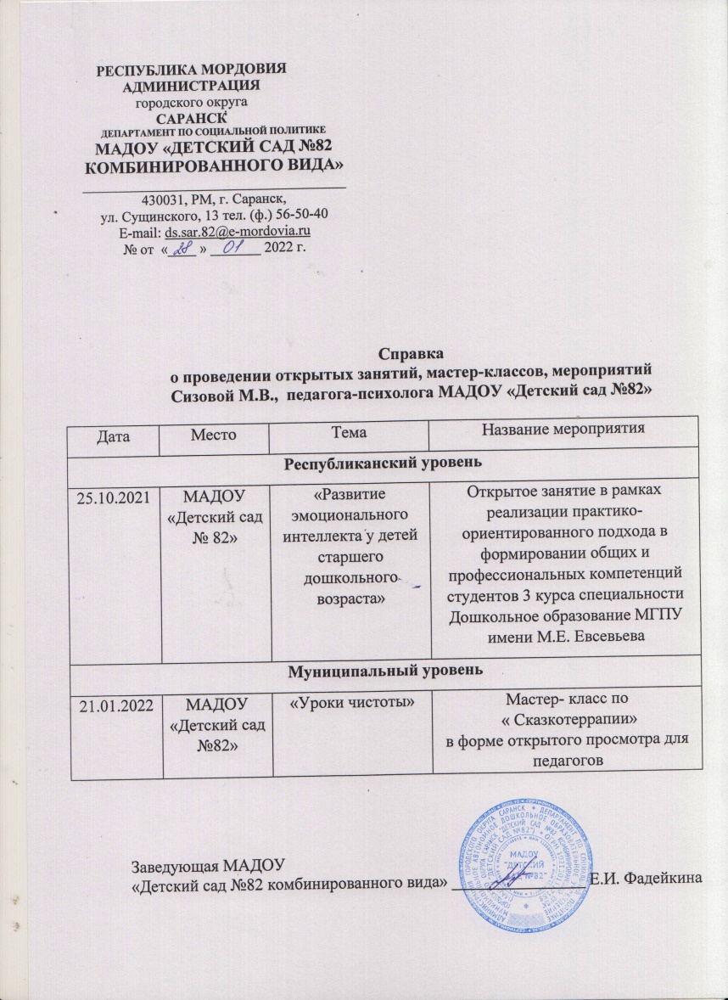 РЕСПУБЛИКА МОРДОВИЯ
АДМИНИСТРАЦИЯ
городского округа
САРАНСК
ДЕПАРТАМЕНТ ПО СОЦИАЛЬНОЙ ПОЛИТИКЕ
МАДОУ «ДЕТСКИЙ САД №82
КОМБИНИРОВАННОГО ВИДА»
430031, РМ, г. Саранск,
ул. Сущинского, 13 тел. (ф.) 56-50-40
E-mail: ds.sar.82@e-mordovia.ru
№ от «28» 01 2022 г.
Справка
о проведении открытых занятий, мастер-классов, мероприятий
Сизовой М.В., педагога-психолога МАДОУ «Детский сад №82»
Дата Место Тема Название мероприятия
Республиканский уровень
25.10.2021
МАДОУ
«Детский сад
№ 82»
«Развитие
эмоционального
интеллекта у детей
старшего
дошкольного
возраста»
Открытое занятие в рамках
реализации практико-
ориентированного подхода в
формировании общих и
профессиональных компетенций
студентов 3 курса специальности
Дошкольное образование МГПУ
имени М.Е. Евсевьева
Муниципальный уровень
21.01.2022
МАДОУ
«Детский сад
№82»
«Уроки чистоты»
Мастер- класс по
« Сказкотеррапии»
в форме открытого просмотра для
педагогов
Заведующая МАДОУ
«Детский сад №82 комбинированного вида» Е.И. Фадейкина
МАДОУ
"ДЕТСКИЙ
САД №82"